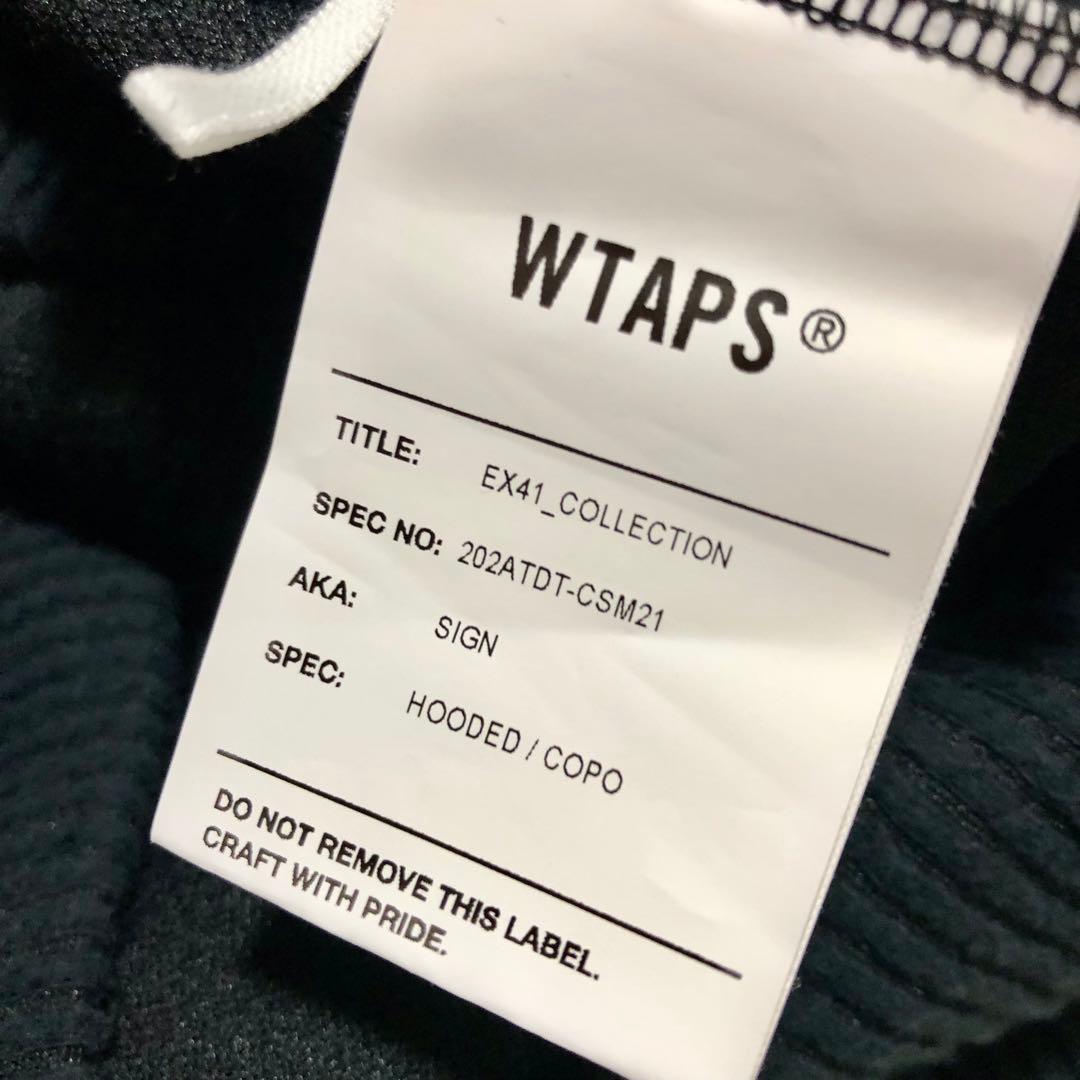 WTAPS®
TITLE: EX41_COLLECTION
SPEC NO: 202ATDT-CSM21
AKA: SIGN
SPEC: HOODED / COPO
DO NOT REMOVE THIS LABEL.
CRAFT WITH PRIDE.